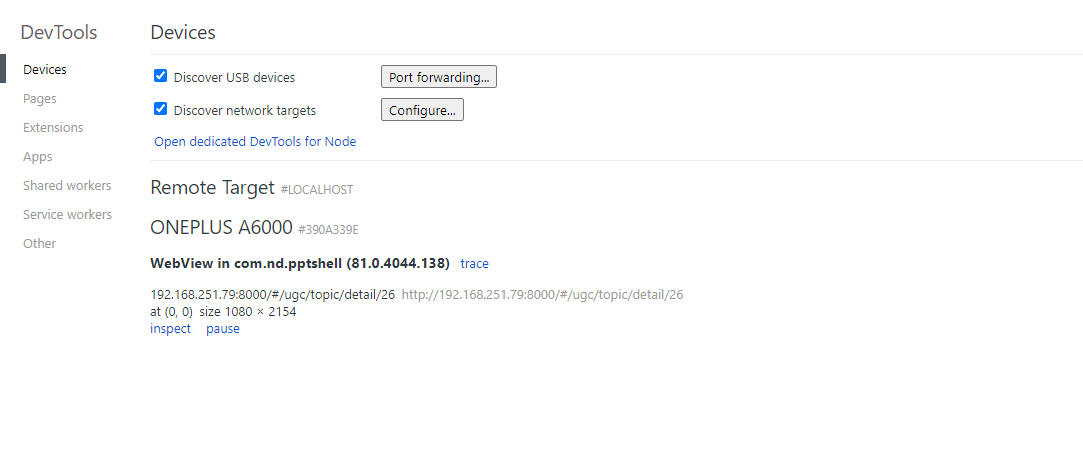 DevTools
Devices
Pages
Extensions
Apps
Shared workers
Service workers
Other
Devices
Discover USB devices Port forwarding...
Discover network targets Configure...
Open dedicated DevTools for Node
Remote Target #LOCALHOST
ONEPLUS A6000 #390A339E
WebView in com.nd.pptshell (81.0.4044.138) trace
192.168.251.79:8000/#/ugc/topic/detail/26 http://192.168.251.79:8000/#/ugc/topic/detail/26
at (0, 0) size 1080 × 2154
inspect pause